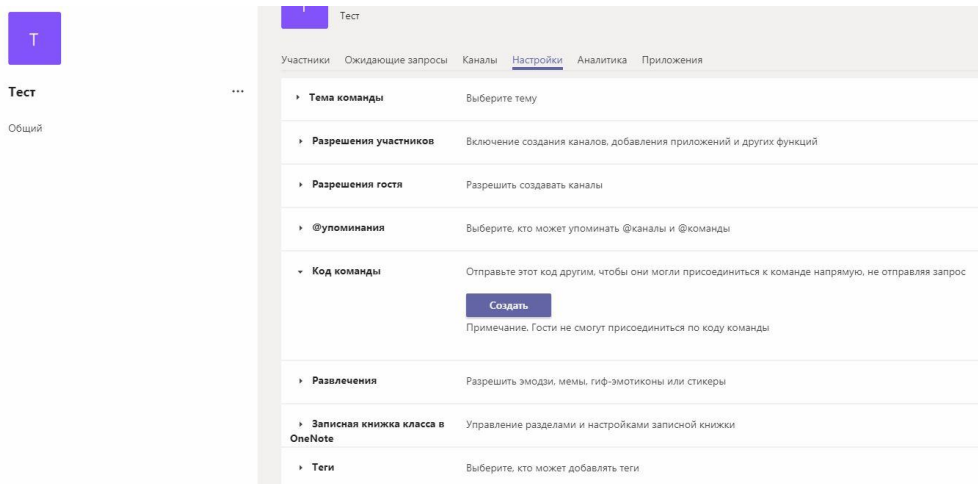 Т
Тест
...
Общий
Т
Тест
Участники Ожидающие запросы Каналы Настройки Аналитика Приложения
Тема команды Выберите тему
Разрешения участников Включение создания каналов, добавления приложений и других функций
Разрешения гостя Разрешить создавать каналы
@упоминания Выберите, кто может упоминать @каналы и @команды
Код команды Отправьте этот код другим, чтобы они могли присоединиться к команде напрямую, не отправляя запрос
Создать
Примечание. Гости не смогут присоединиться по коду команды
Развлечения Разрешить эмодзи, мемы, гиф-эмотиконы или стикеры
Записная книжка класса в Управление разделами и настройками записной книжки
OneNote
Теги Выберите, кто может добавлять теги